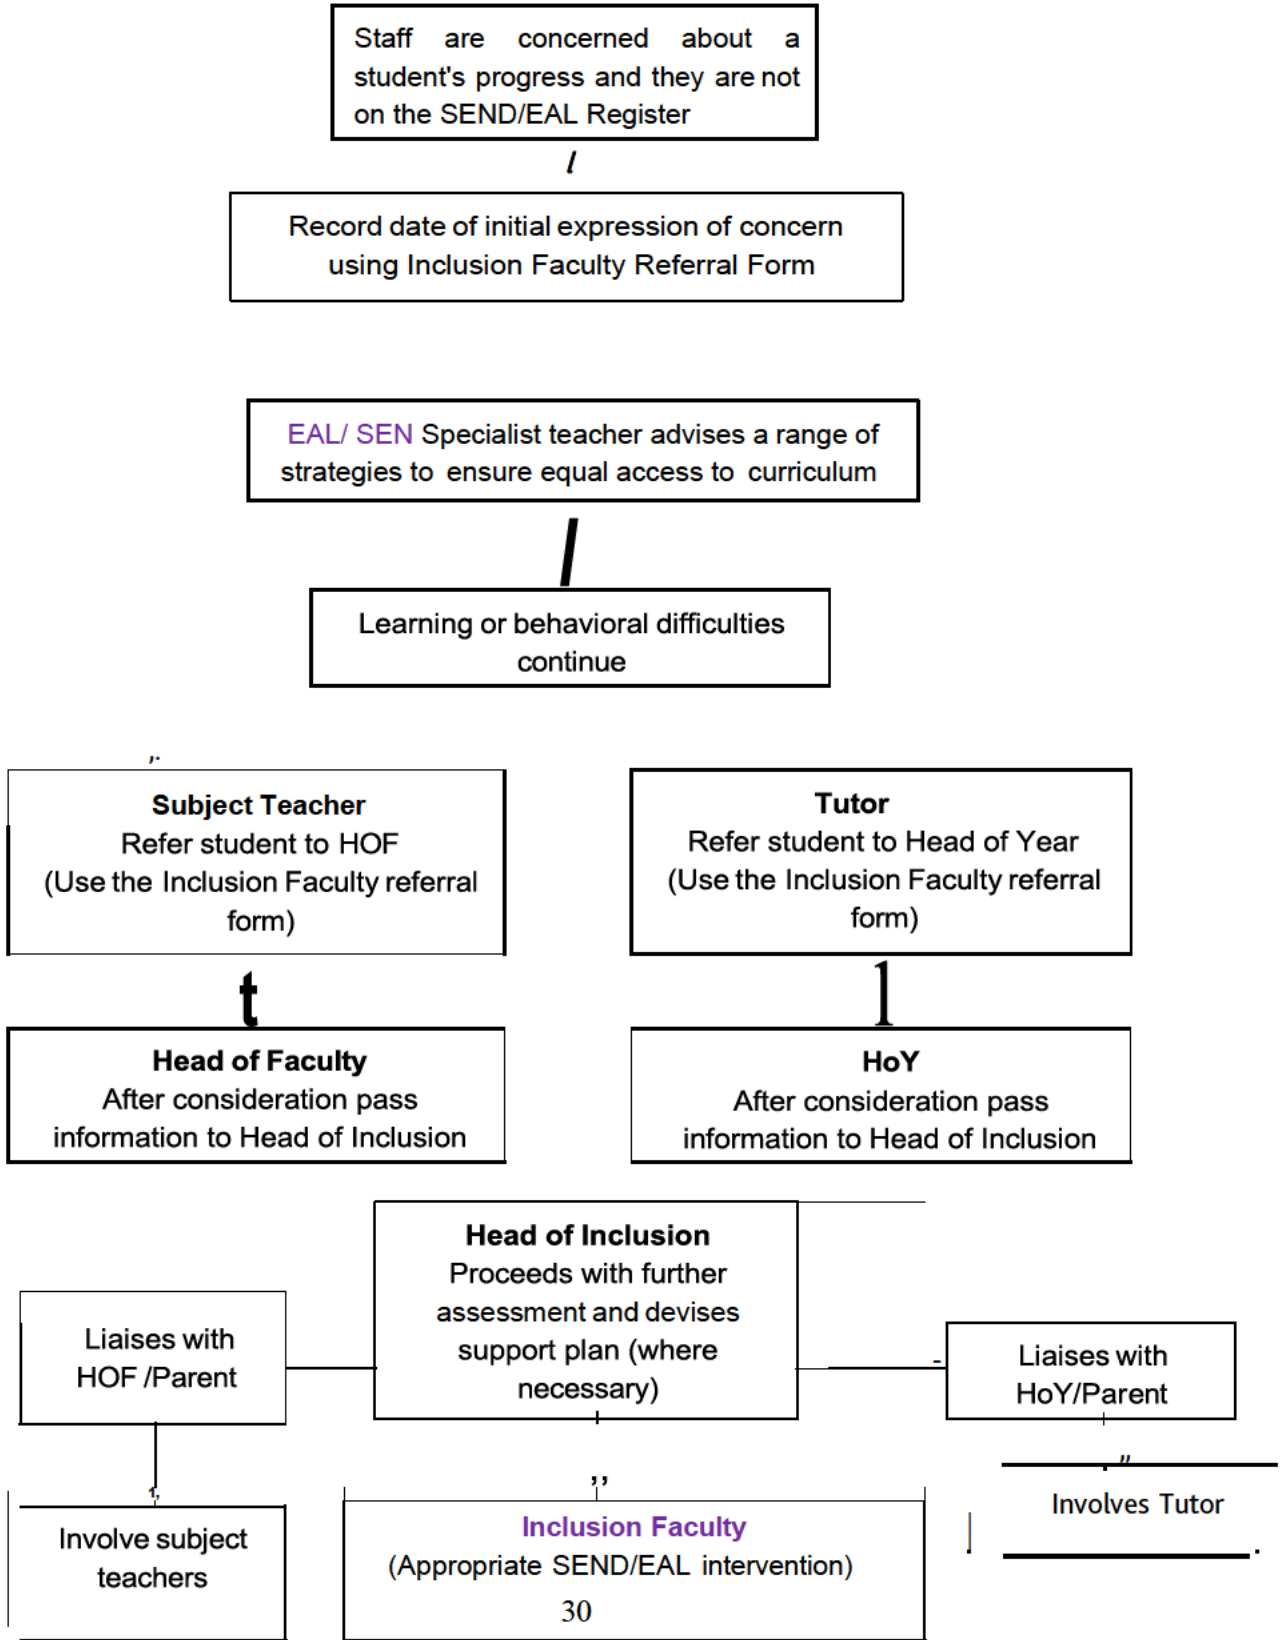 Staff are concerned about a
student's progress and they are not
on the SEND/EAL Register
Record date of initial expression of concern
using Inclusion Faculty Referral Form
EAL/ SEN Specialist teacher advises a range of
strategies to ensure equal access to curriculum
Learning or behavioral difficulties
continue
Subject Teacher
Refer student to HOF
(Use the Inclusion Faculty referral
form)
Tutor
Refer student to Head of Year
(Use the Inclusion Faculty referral
form)
Head of Faculty
After consideration pass
information to Head of Inclusion
HoY
After consideration pass
information to Head of Inclusion
Head of Inclusion
Proceeds with further
assessment and devises
support plan (where
necessary)
Liaises with
HOF /Parent
Liaises with
HoY/Parent
Involve subject
teachers
Inclusion Faculty
(Appropriate SEND/EAL intervention)
30
Involves Tutor